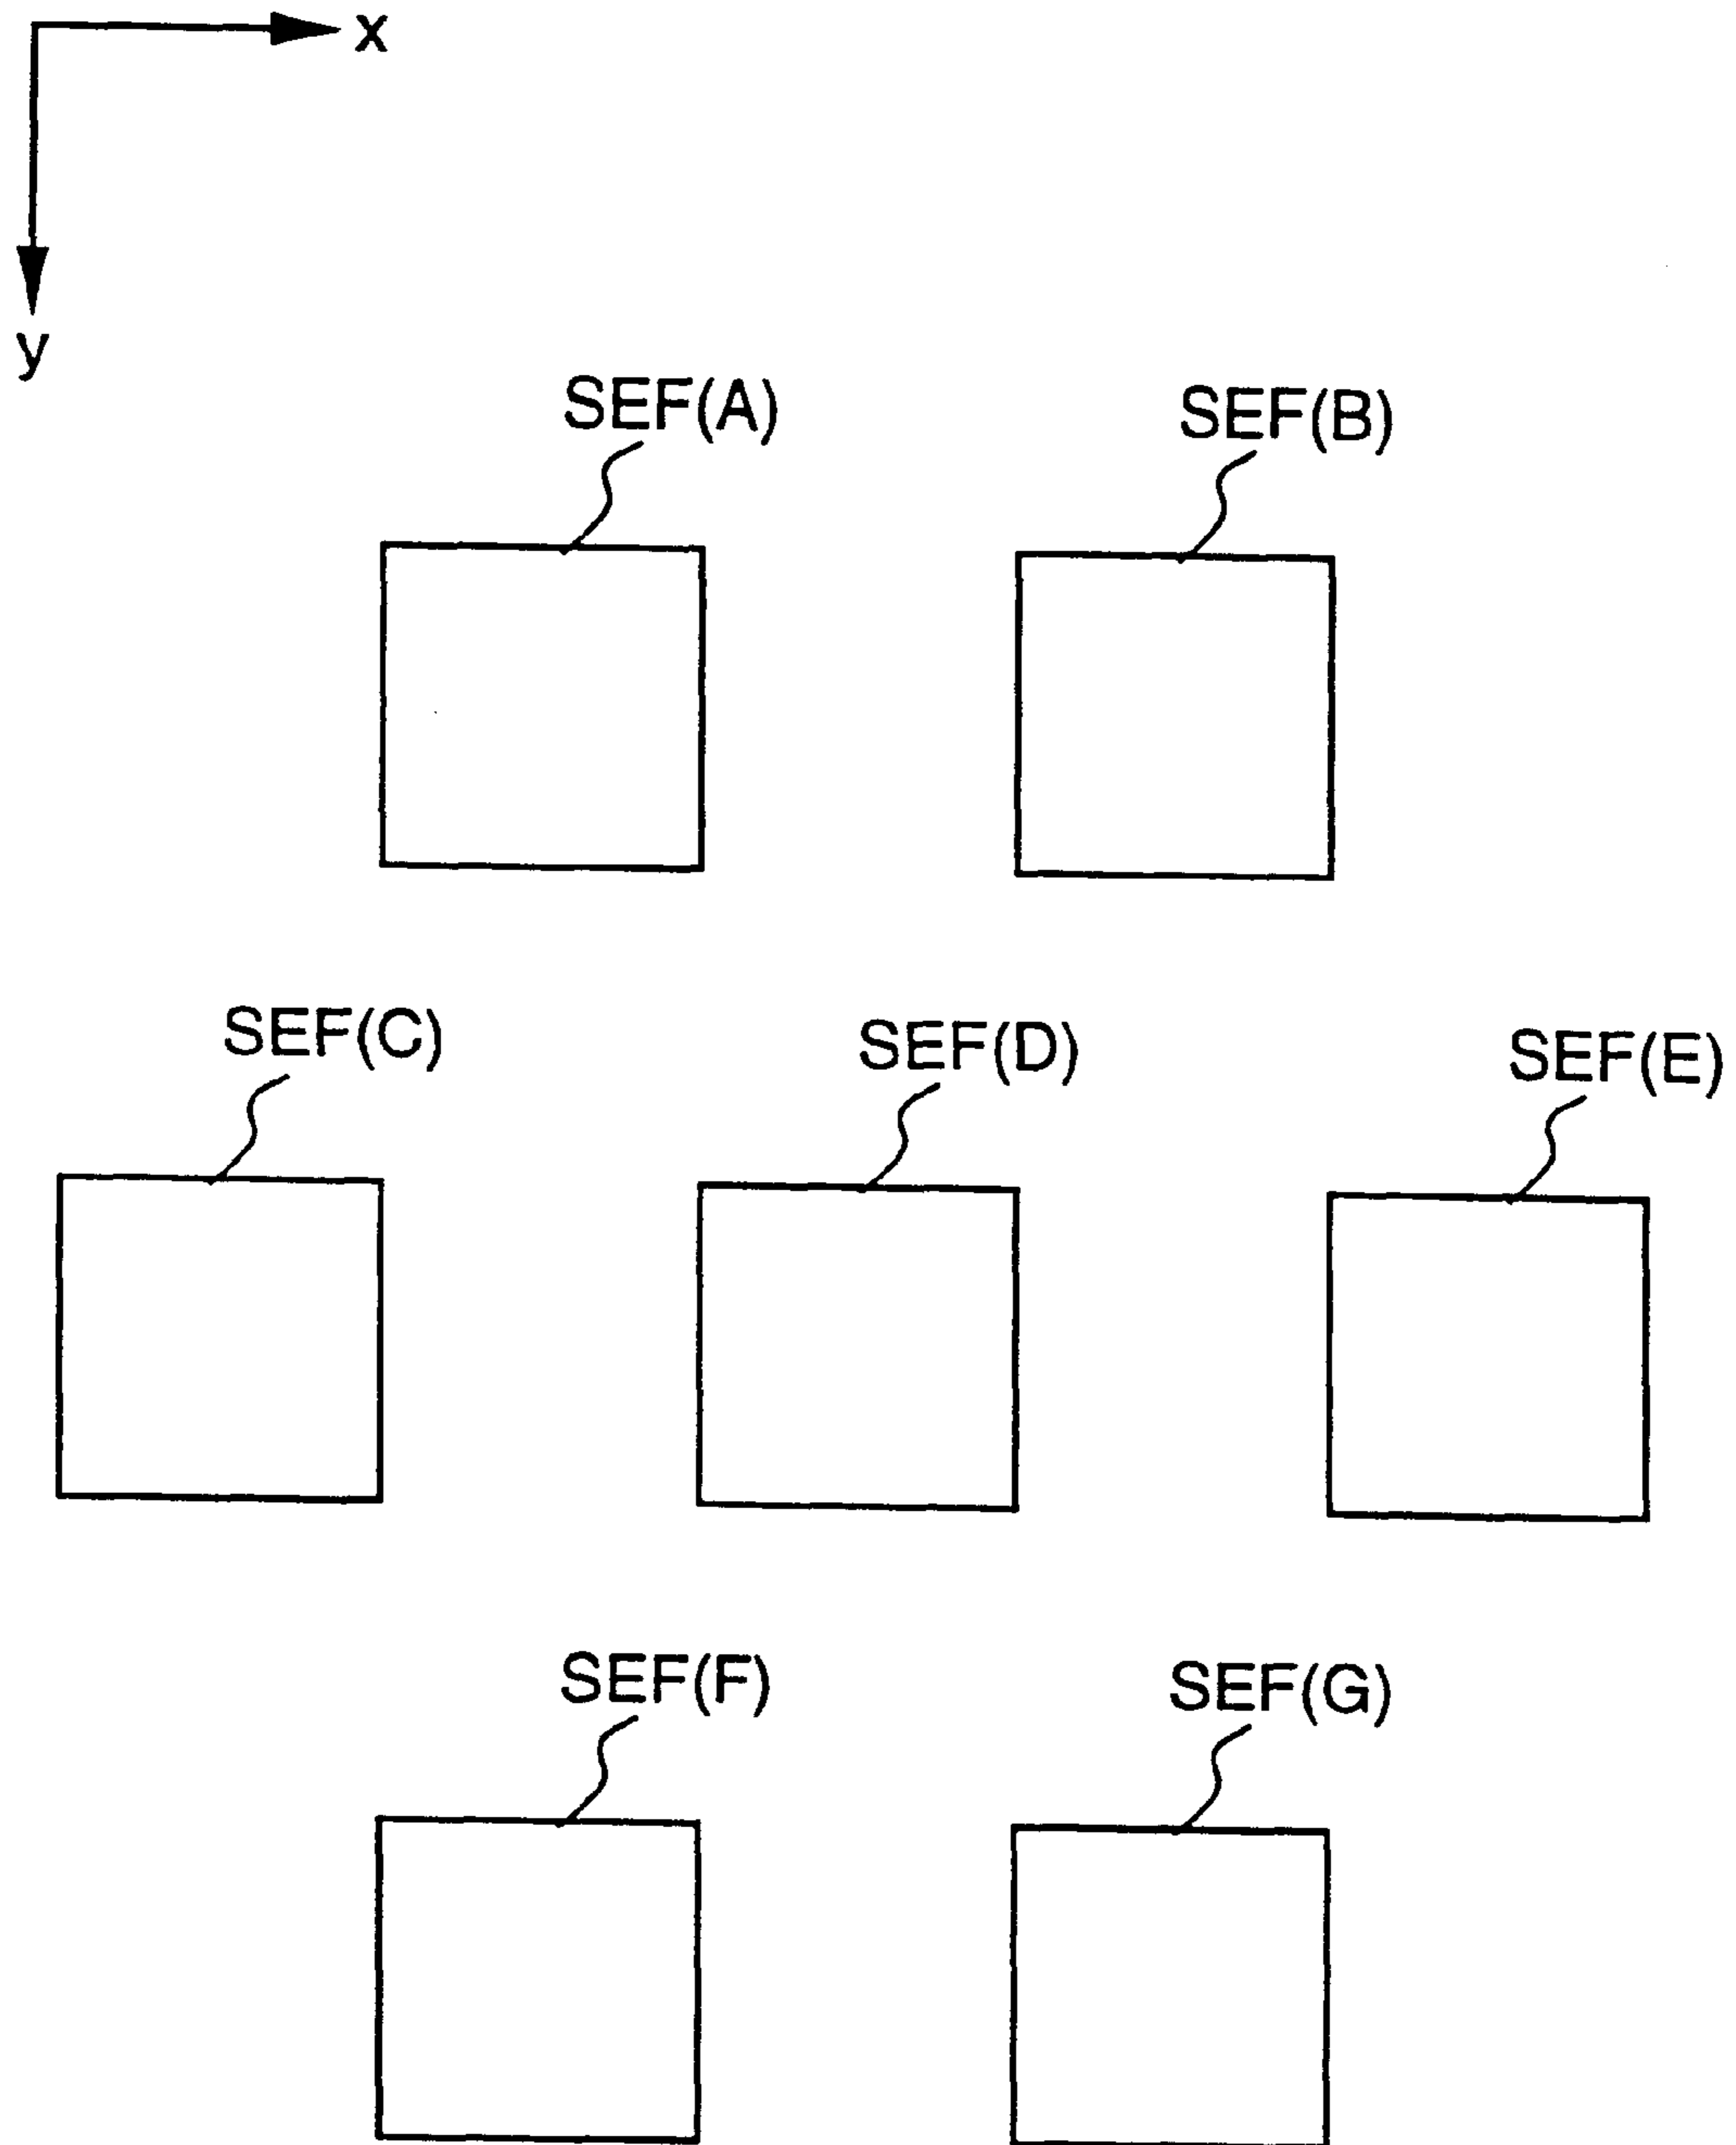 x
y
SEF(A) SEF(B)
SEF(C) SEF(D) SEF(E)
SEF(F) SEF(G)